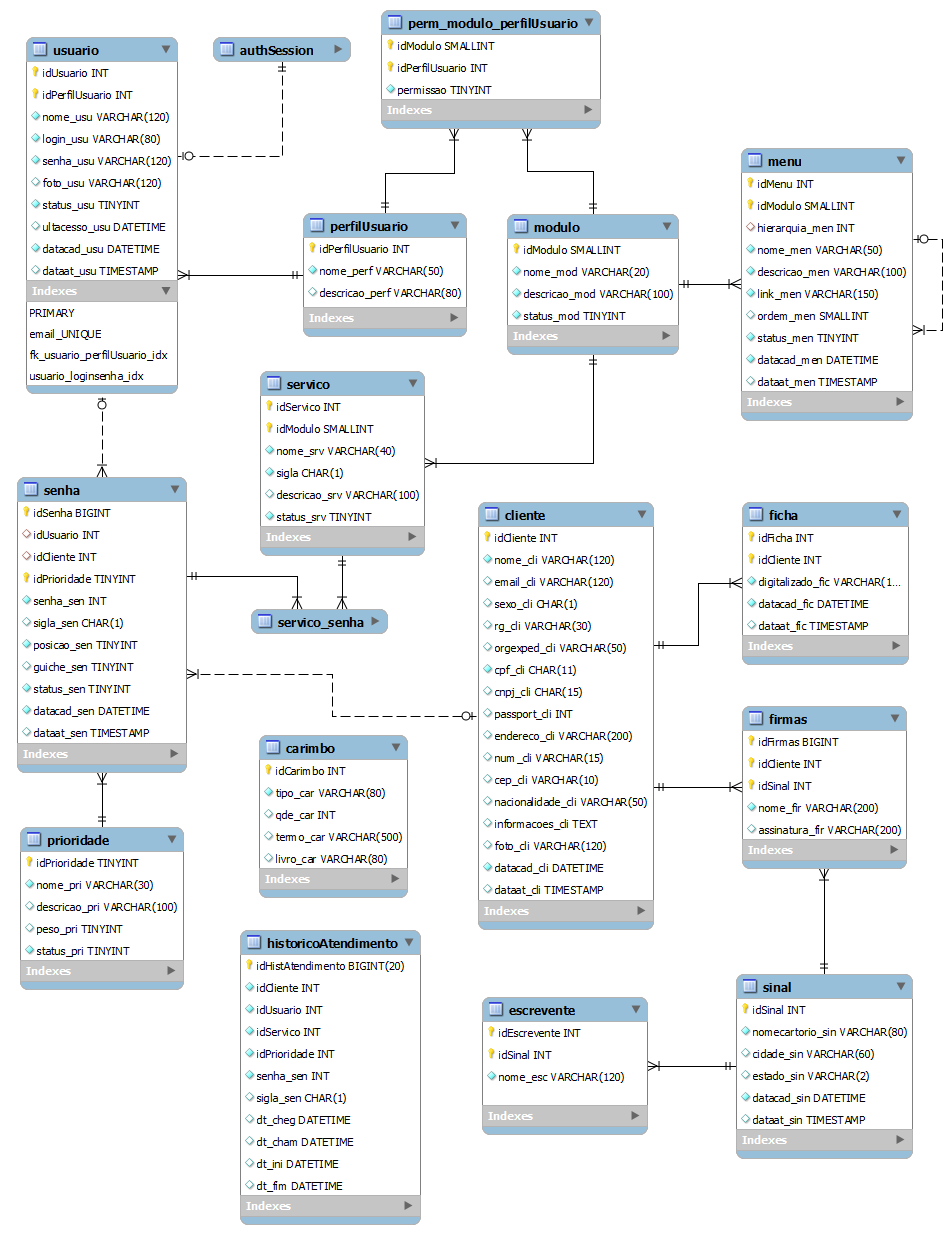 usuario
idUsuario INT
idPerfilUsuario INT
nome_usu VARCHAR(120)
login_usu VARCHAR(80)
senha_usu VARCHAR(120)
foto_usu VARCHAR(120)
status_usu TINYINT
ultacesso_usu DATETIME
datacad_usu DATETIME
dataat_usu TIMESTAMP
Indexes
PRIMARY
email_UNIQUE
fk_usuario_perfilUsuario_idx
usuario_loginsenha_idx
authSession
perm_modulo_perfilUsuario
idModulo SMALLINT
idPerfilUsuario INT
permissao TINYINT
Indexes
perfilUsuario
idPerfilUsuario INT
nome_perf VARCHAR(50)
descricao_perf VARCHAR(80)
Indexes
modulo
idModulo SMALLINT
nome_mod VARCHAR(20)
descricao_mod VARCHAR(100)
status_mod TINYINT
Indexes
menu
idMenu INT
idModulo SMALLINT
hierarquia_men INT
nome_men VARCHAR(50)
descricao_men VARCHAR(100)
link_men VARCHAR(150)
ordem_men SMALLINT
status_men TINYINT
datacad_men DATETIME
dataat_men TIMESTAMP
Indexes
servico
idServico INT
idModulo SMALLINT
nome_srv VARCHAR(40)
sigla CHAR(1)
descricao_srv VARCHAR(100)
status_srv TINYINT
Indexes
senha
idSenha BIGINT
idUsuario INT
idCliente INT
idPrioridade TINYINT
senha_sen INT
sigla_sen CHAR(1)
posicao_sen TINYINT
guiche_sen TINYINT
status_sen TINYINT
datacad_sen DATETIME
dataat_sen TIMESTAMP
Indexes
servico_senha
cliente
idCliente INT
nome_cli VARCHAR(120)
email_cli VARCHAR(120)
sexo_cli CHAR(1)
rg_cli VARCHAR(30)
orgexped_cli VARCHAR(50)
cpf_cli CHAR(11)
cnpj_cli CHAR(15)
passport_cli INT
endereco_cli VARCHAR(200)
num_cli VARCHAR(15)
cep_cli VARCHAR(10)
nacionalidade_cli VARCHAR(50)
informacoes_cli TEXT
foto_cli VARCHAR(120)
datacad_cli DATETIME
dataat_cli TIMESTAMP
Indexes
ficha
idFicha INT
idCliente INT
digitalizado_fic VARCHAR(1...
datacad_fic DATETIME
dataat_fic TIMESTAMP
Indexes
firmas
idFirmas BIGINT
idCliente INT
idSinal INT
nome_fir VARCHAR(200)
assinatura_fir VARCHAR(200)
Indexes
carimbo
idCarimbo INT
tipo_car VARCHAR(80)
qde_car INT
termo_car VARCHAR(500)
livro_car VARCHAR(80)
Indexes
prioridade
idPrioridade TINYINT
nome_pri VARCHAR(30)
descricao_pri VARCHAR(100)
peso_pri TINYINT
status_pri TINYINT
Indexes
historicoAtendimento
idHistAtendimento BIGINT(20)
idCliente INT
idUsuario INT
idServico INT
idPrioridade INT
senha_sen INT
sigla_sen CHAR(1)
dt_cheg DATETIME
dt_cham DATETIME
dt_ini DATETIME
dt_fim DATETIME
Indexes
escrevente
idEscrevente INT
idSinal INT
nome_esc VARCHAR(120)
Indexes
sinal
idSinal INT
nomecartorio_sin VARCHAR(80)
cidade_sin VARCHAR(60)
estado_sin VARCHAR(2)
datacad_sin DATETIME
dataat_sin TIMESTAMP
Indexes